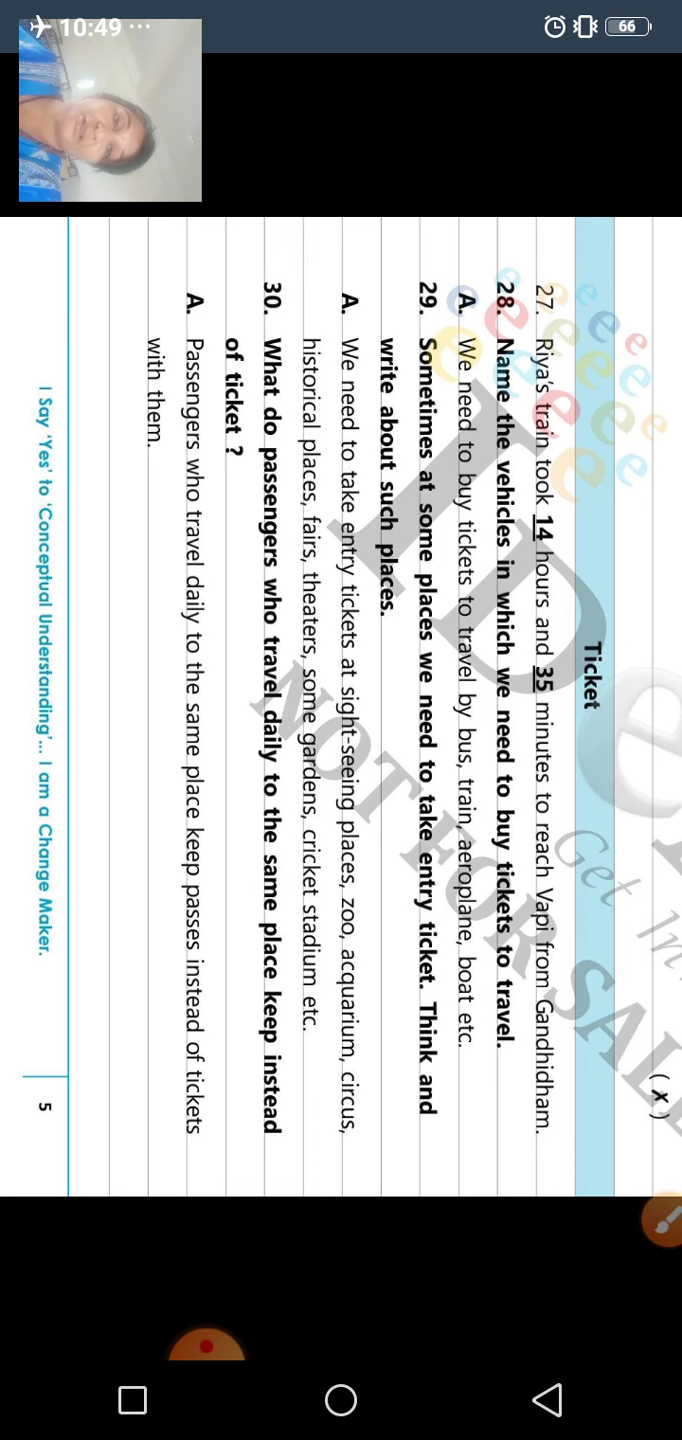 10:49 ...
66
( x )
Ticket
27. Riya's train took 14 hours and 35 minutes to reach Vapi from Gandhidham.
28. Name the vehicles in which we need to buy tickets to travel.
A. We need to buy tickets to travel by bus, train, aeroplane, boat etc.
29. Sometimes at some places we need to take entry ticket. Think and
write about such places.
A. We need to take entry tickets at sight-seeing places, zoo, acquarium, circus,
historical places, fairs, theaters, some gardens, cricket stadium etc.
30. What do passengers who travel daily to the same place keep instead
of ticket ?
A. Passengers who travel daily to the same place keep passes instead of tickets
with them.
I Say 'Yes' to 'Conceptual Understanding'... I am a Change Maker.
5
NOT FOR SAL
Get In